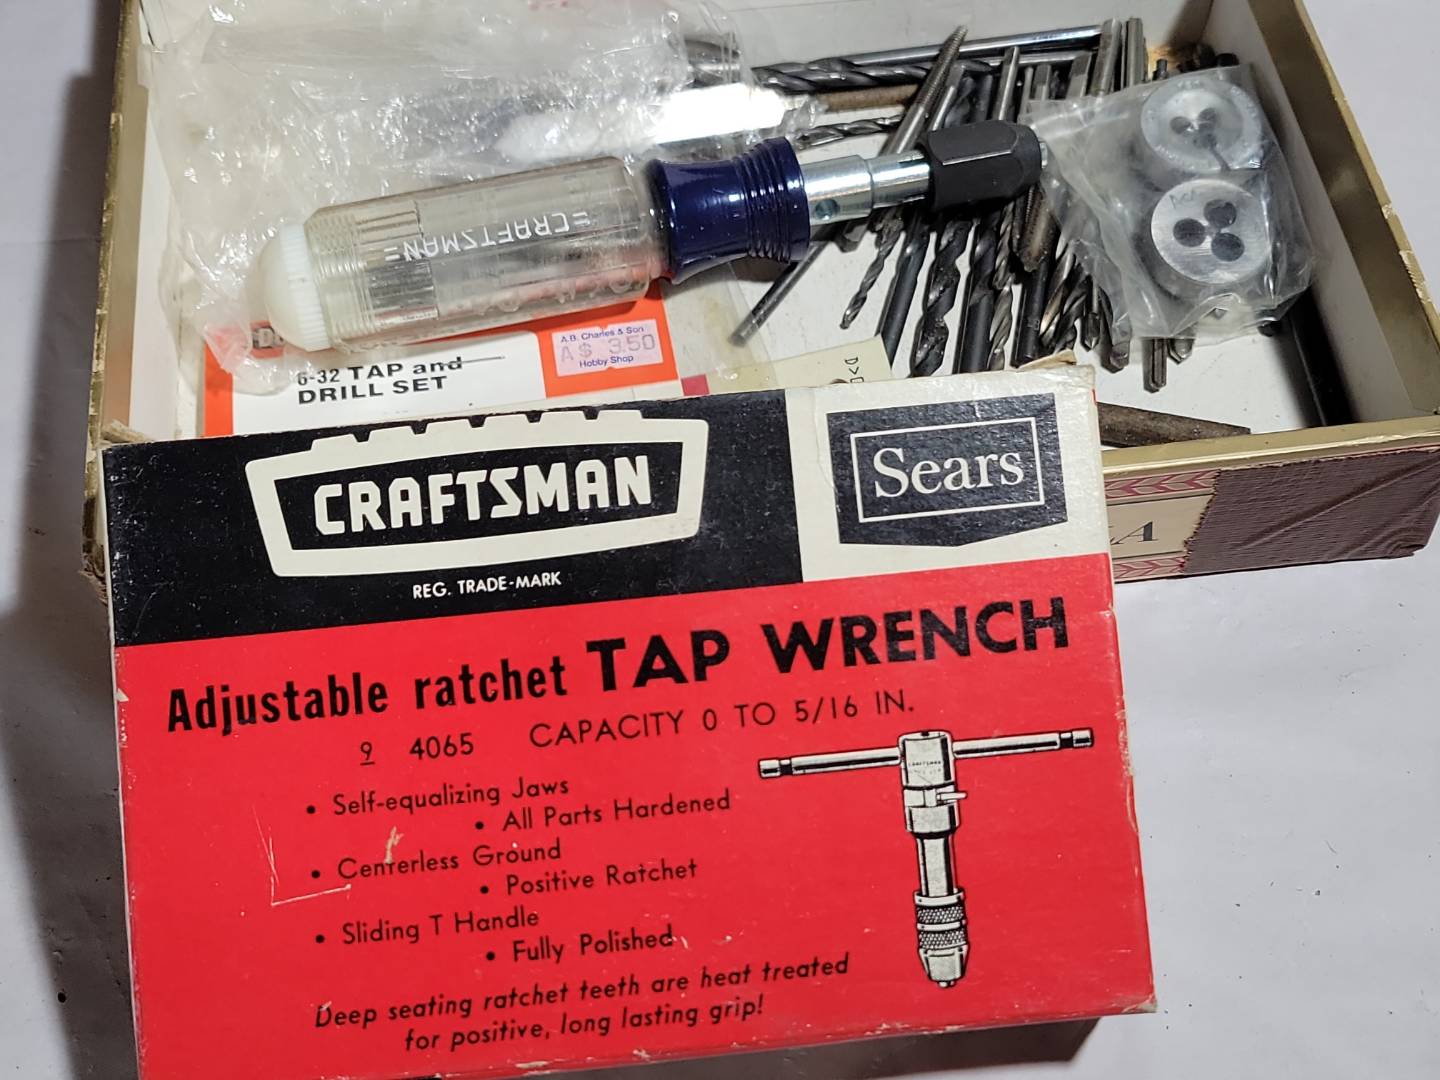 ≡CRAFTSMAN≡
A.B. Charles & Son
A$ 3.50
Hobby Shop
6-32 TAP and
DRILL SET
CRAFTSMAN
Sears
REG. TRADE-MARK
Adjustable ratchet TAP WRENCH
9 4065 CAPACITY 0 TO 5/16 IN.
• Self-equalizing Jaws
• All Parts Hardened
• Centerless Ground
• Positive Ratchet
• Sliding T Handle
• Fully Polished
Deep seating ratchet teeth are heat treated
for positive, long lasting grip!
CRAFTSMAN